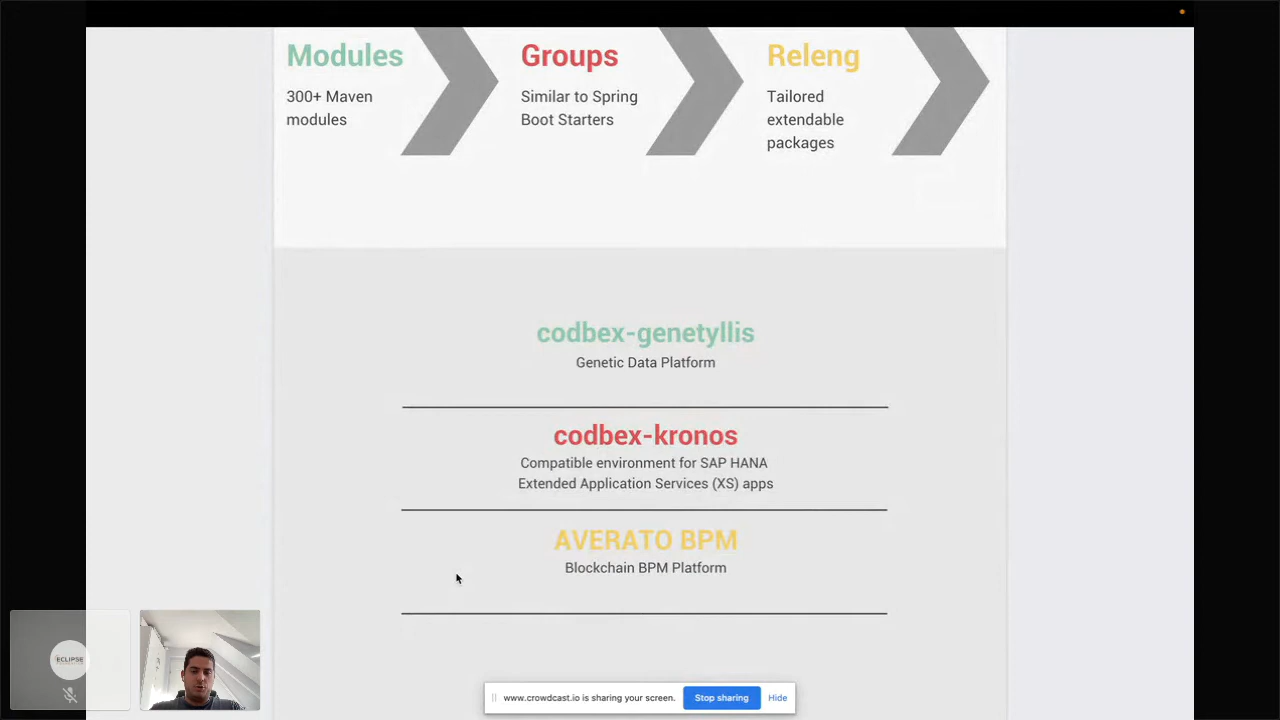 Modules
Groups
Releng
300+ Maven
modules
Similar to Spring
Boot Starters
Tailored
extendable
packages
codbex-genetyllis
Genetic Data Platform
codbex-kronos
Compatible environment for SAP HANA
Extended Application Services (XS) apps
AVERATO BPM
Blockchain BPM Platform
ECLIPSE
www.crowdcast.io is sharing your screen.
Stop sharing
Hide